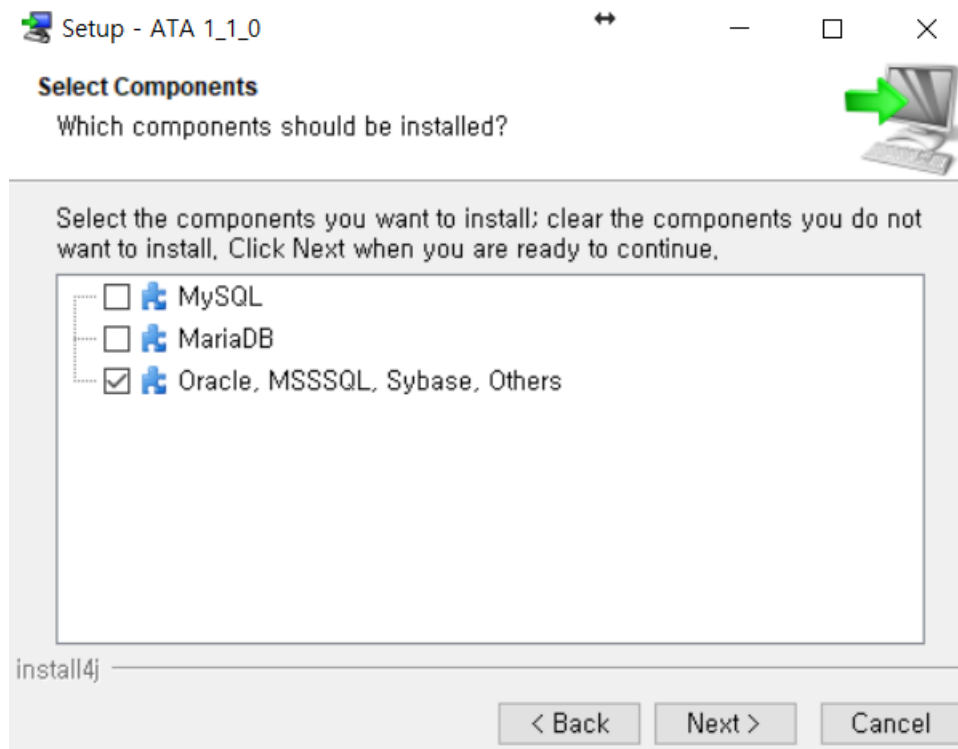 Setup - ATA 1_1_0
Select Components
Which components should be installed?
Select the components you want to install; clear the components you do not
want to install. Click Next when you are ready to continue.
MySQL
MariaDB
Oracle, MSSSQL, Sybase, Others
install4j
< Back
Next >
Cancel